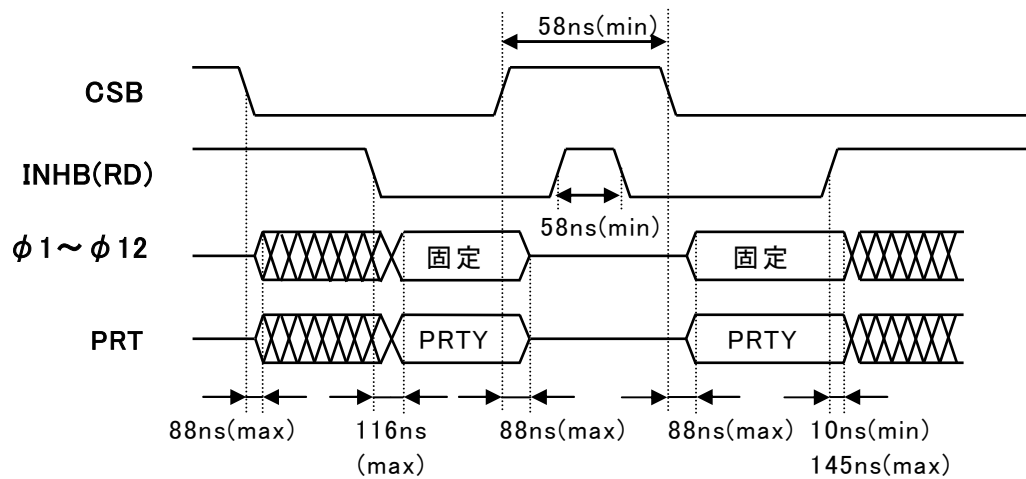 58ns(min)
CSB
INHB(RD)
58ns(min)
φ1～φ12
固定
固定
PRT
PRTY
PRTY
88ns(max)
116ns
(max)
88ns(max)
88ns(max)
10ns(min)
145ns(max)